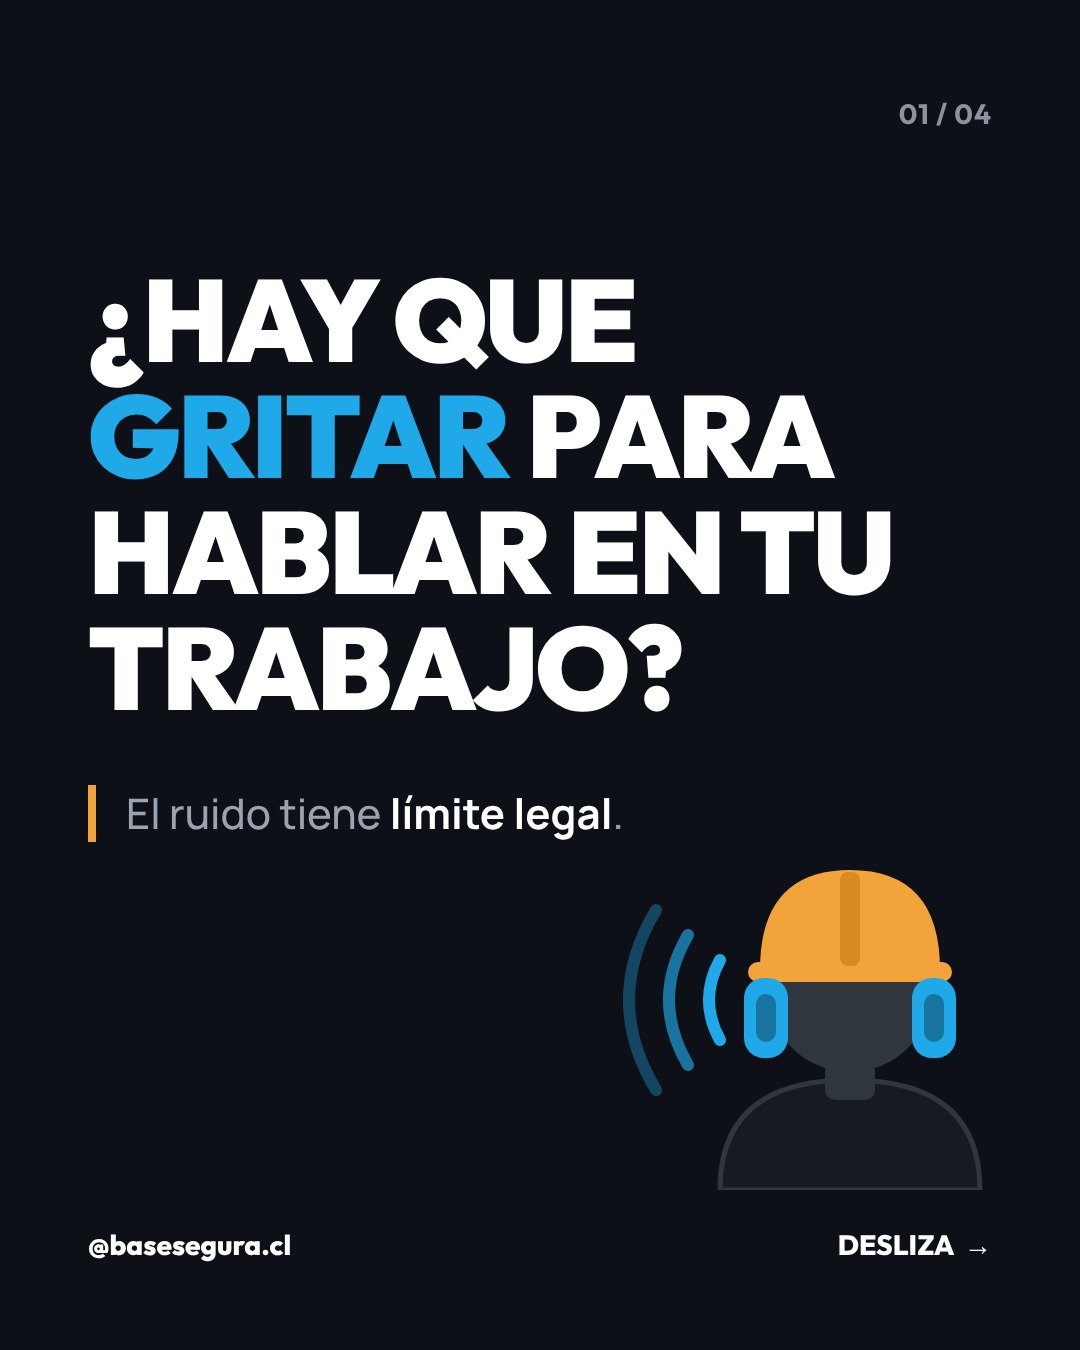 01 / 04
¿HAY QUE
GRITAR PARA
HABLAR EN TU
TRABAJO?
El ruido tiene límite legal.
@basesegura.cl
DESLIZA →